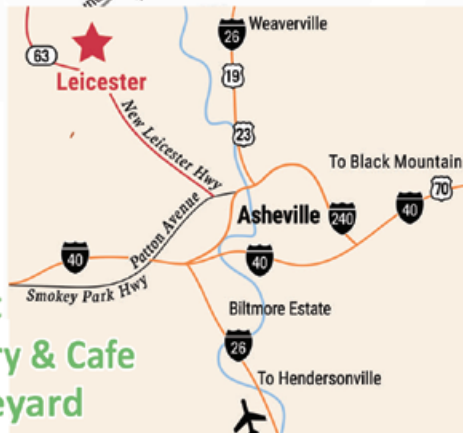 Weaverville
26
63
19
Leicester
New Leicester Hwy
23
To Black Mountain
70
Patton Avenue
Asheville
240
40
40
40
Smokey Park Hwy
Biltmore Estate
& Cafe
26
To Hendersonville